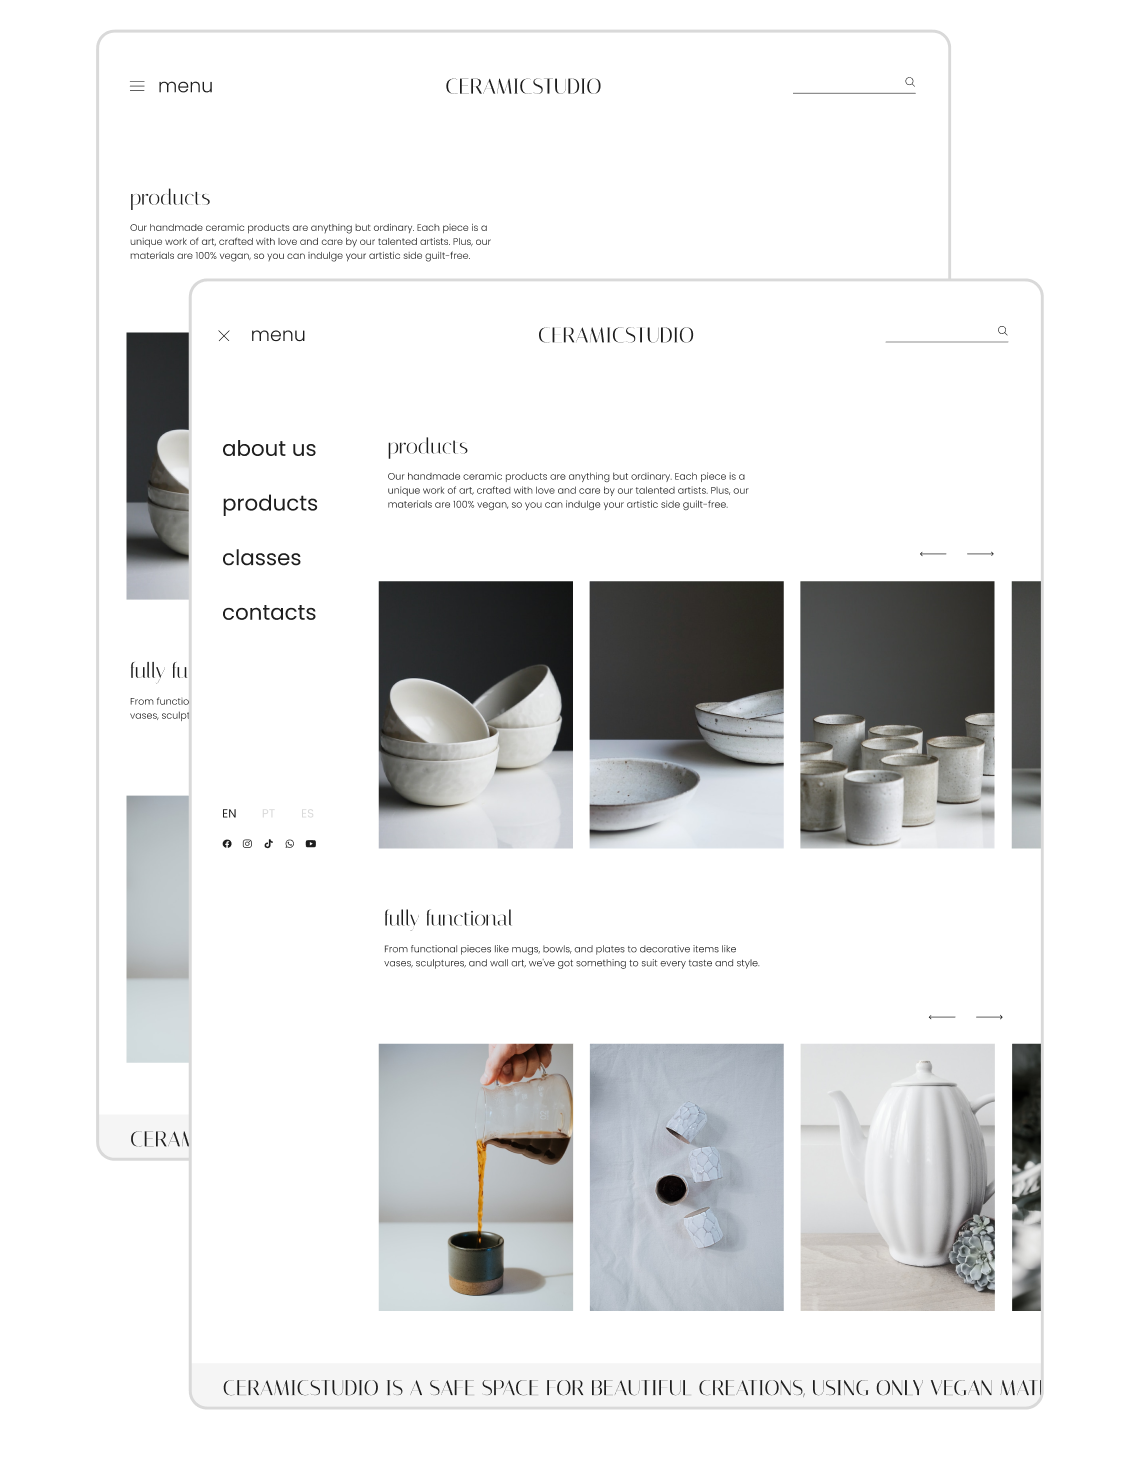 menu
CERAMICSTUDIO
products
Our handmade ceramic products are anything but ordinary. Each piece is a
unique work of art, crafted with love and care by our talented artists. Plus, our
materials are 100% vegan, so you can indulge your artistic side guilt-free.
fully fu
From functio
vases, sculpt
CERAM
menu
CERAMICSTUDIO
about us
products
classes
contacts
EN PT ES
products
Our handmade ceramic products are anything but ordinary. Each piece is a
unique work of art, crafted with love and care by our talented artists. Plus, our
materials are 100% vegan, so you can indulge your artistic side guilt-free.
fully functional
From functional pieces like mugs, bowls, and plates to decorative items like
vases, sculptures, and wall art, we've got something to suit every taste and style.
CERAMICSTUDIO IS A SAFE SPACE FOR BEAUTIFUL CREATIONS, USING ONLY VEGAN MAT